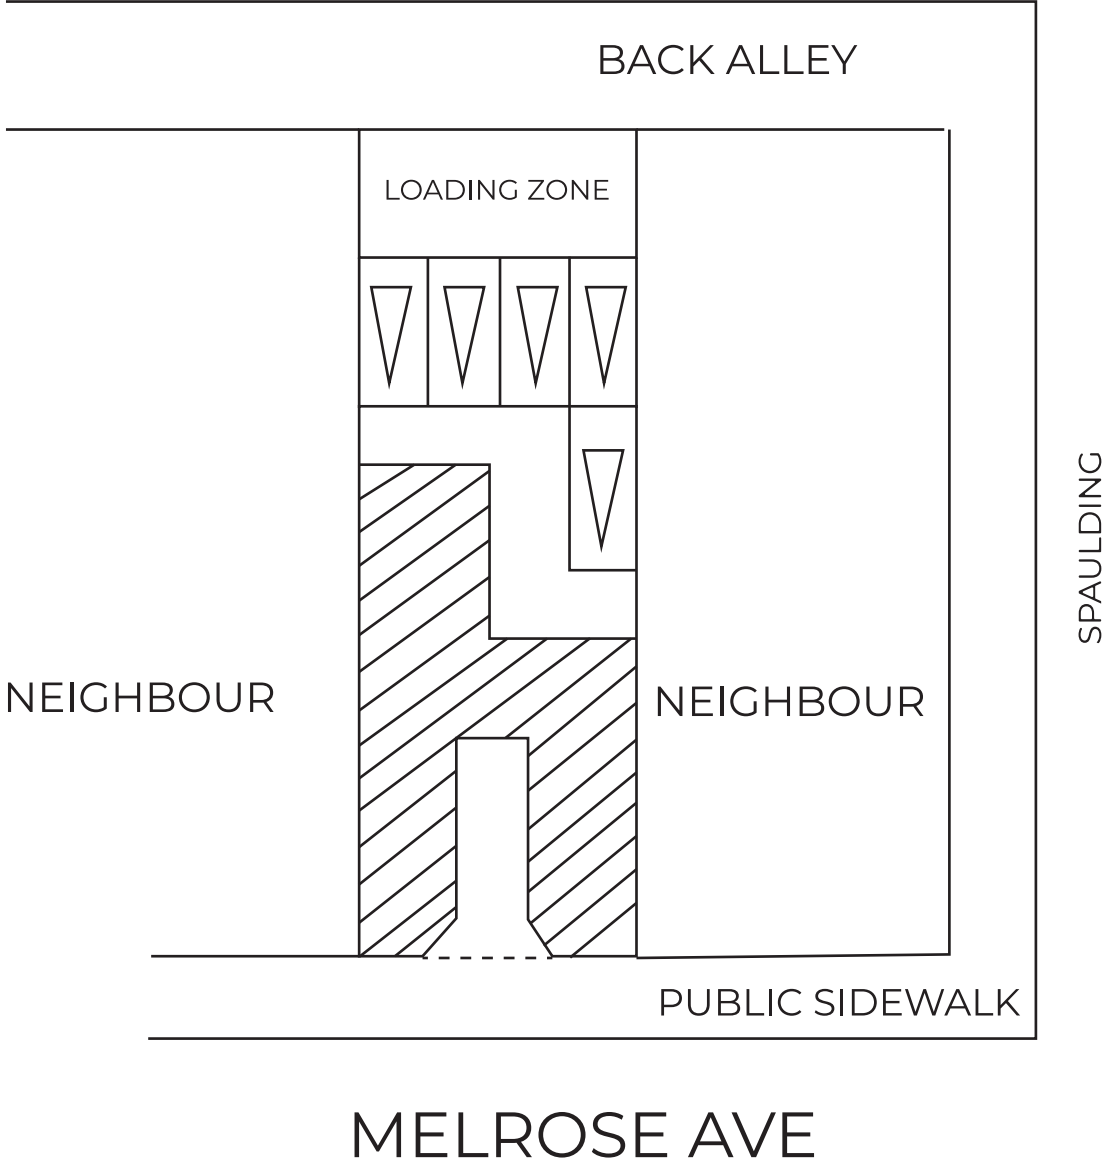 BACK ALLEY
LOADING ZONE
SPAULDING
NEIGHBOUR
NEIGHBOUR
PUBLIC SIDEWALK
MELROSE AVE